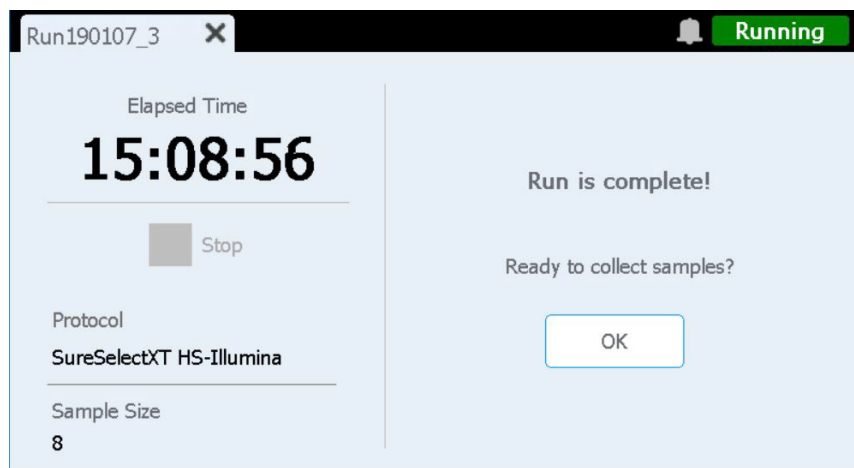 Run190107_3
Running
Elapsed Time
15:08:56
Stop
Protocol
SureSelectXT HS-Illumina
Sample Size
8
Run is complete!
Ready to collect samples?
OK